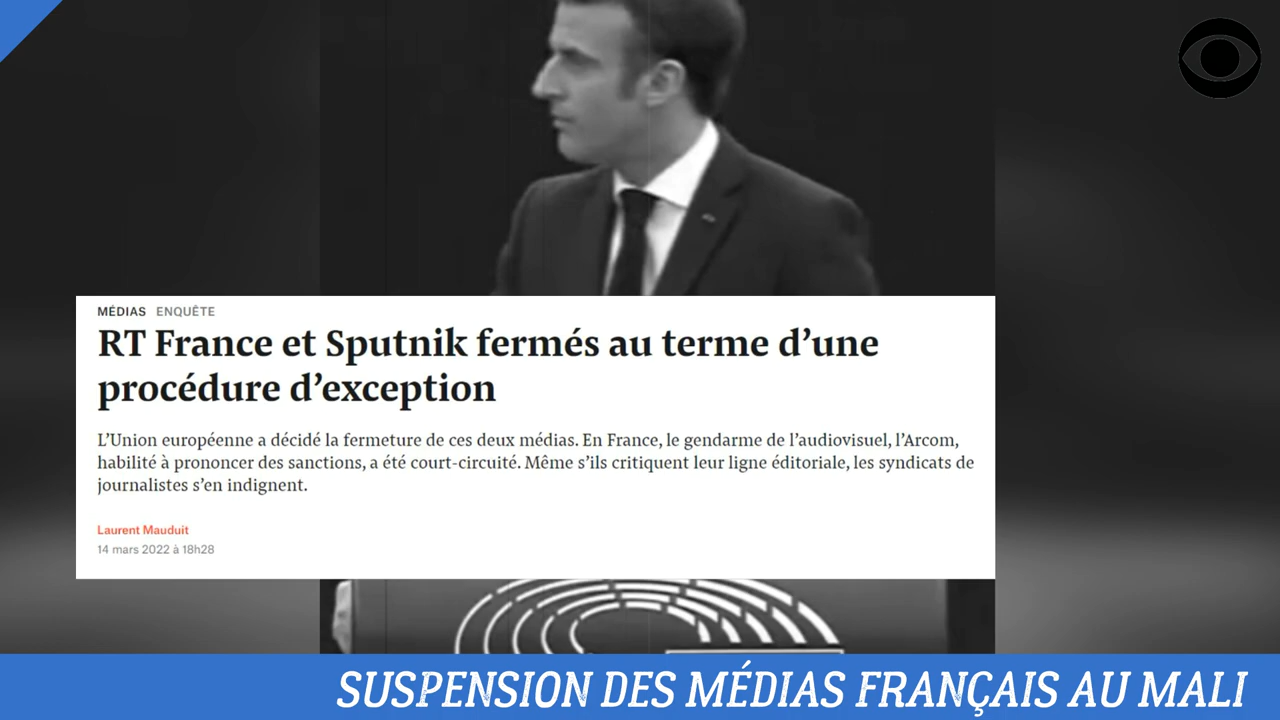 MÉDIAS ENQUÊTE
RT France et Sputnik fermés au terme d’une
procédure d’exception
L’Union européenne a décidé la fermeture de ces deux médias. En France, le gendarme de l’audiovisuel, l’Arcom,
habilité à prononcer des sanctions, a été court-circuité. Même s’ils critiquent leur ligne éditoriale, les syndicats de
journalistes s’en indignent.
Laurent Mauduit
14 mars 2022 à 18h28
SUSPENSION DES MÉDIAS FRANÇAIS AU MALI